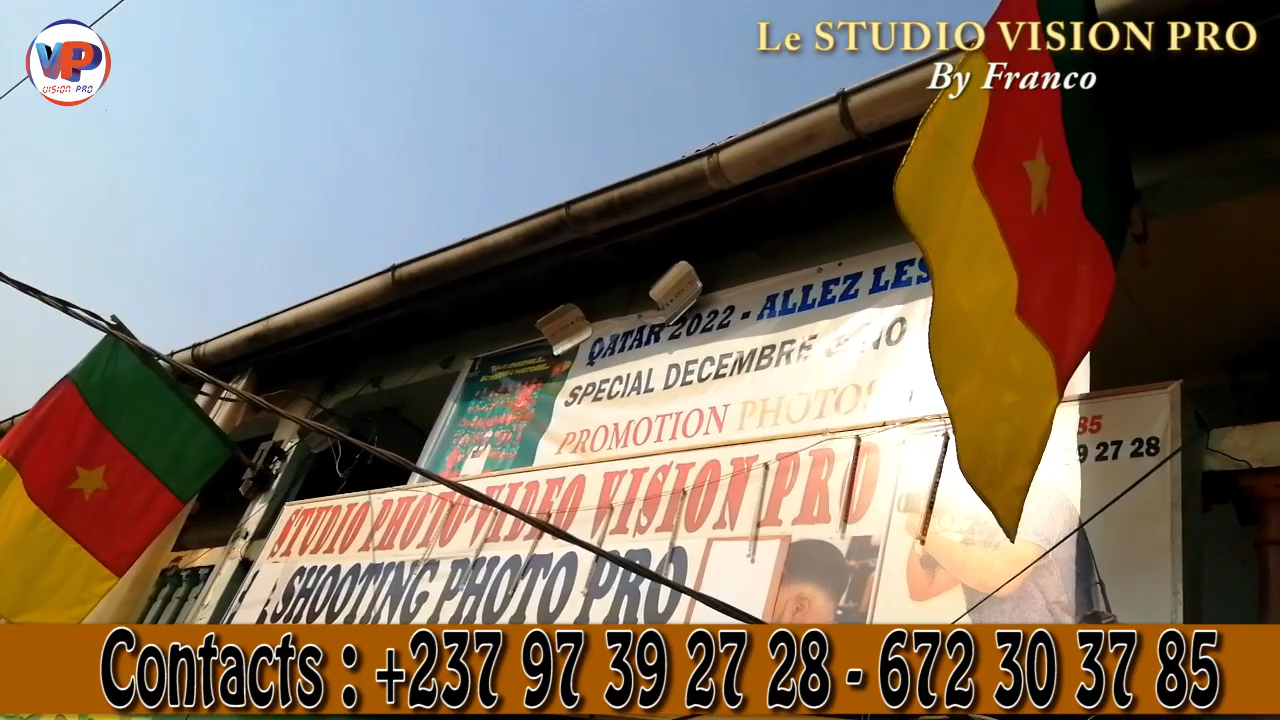 VP
VISION PRO
Le STUDIO VISION PRO
By Franco
QATAR 2022 - ALLEZ LES
SPECIAL DECEMBRE
PROMOTION PHOTOS
85
9 27 28
STUDIO PHOTO-VIDEO VISION PRO
SHOOTING PHOTO PRO
Contacts : +237 97 39 27 28 - 672 30 37 85